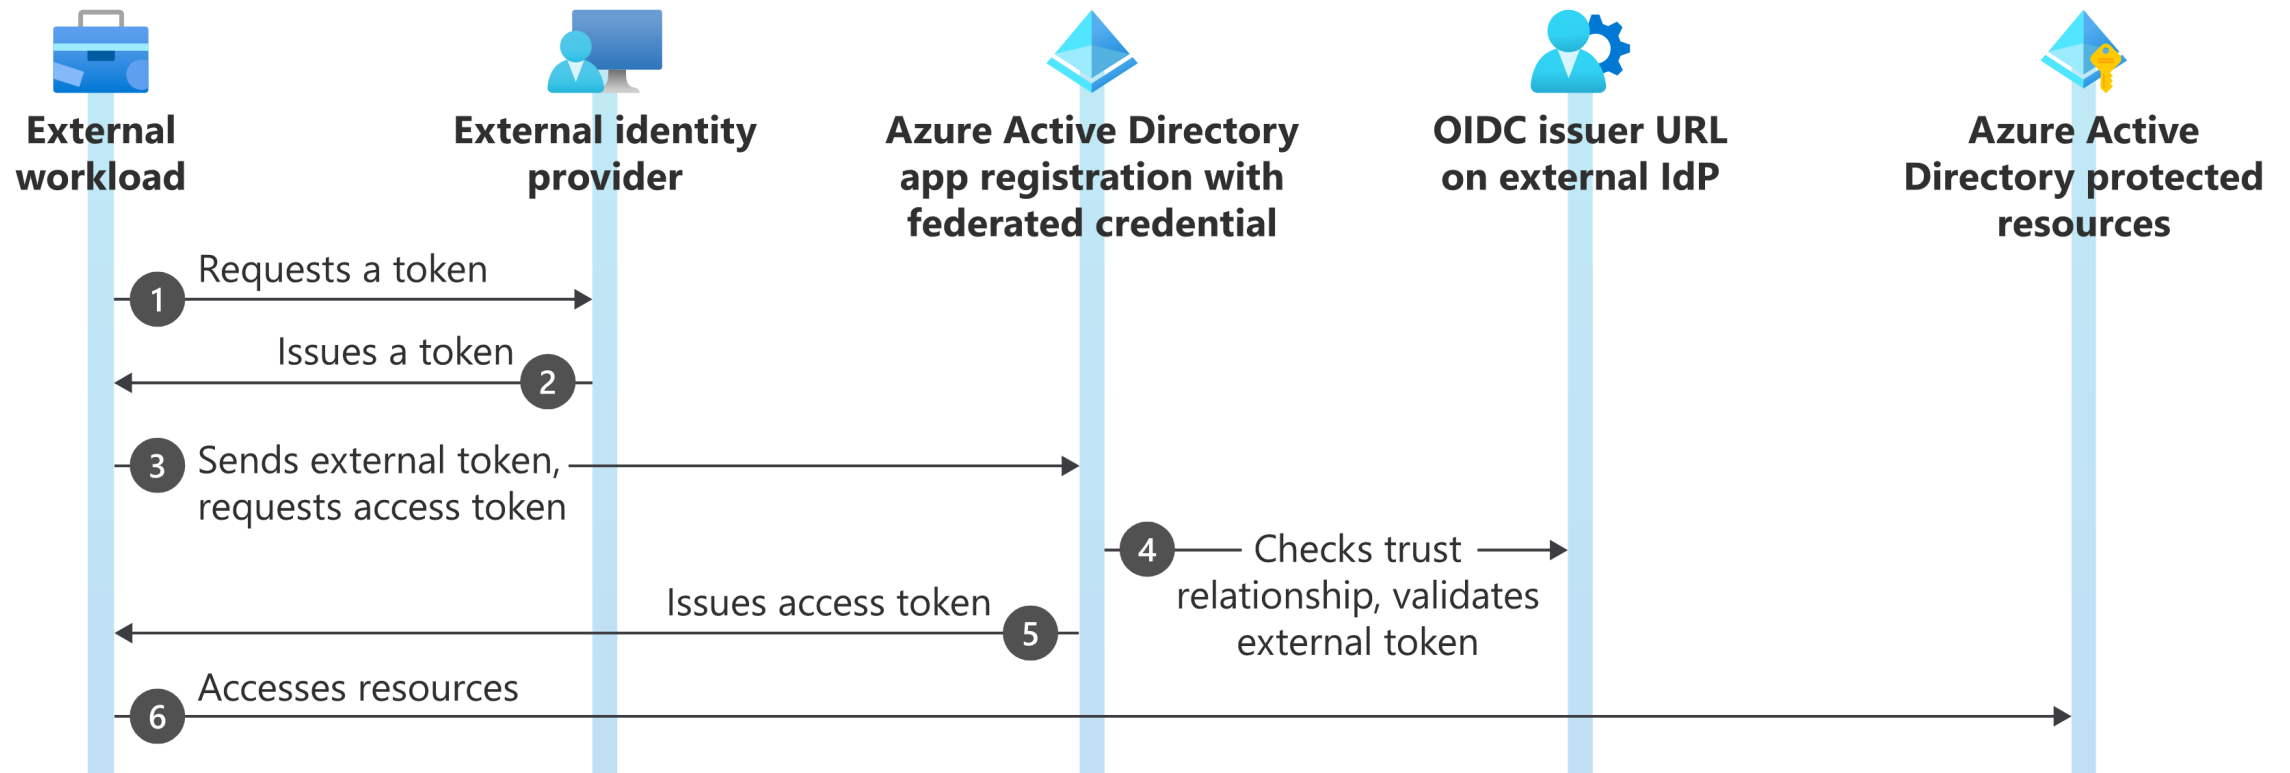 External
workload
External identity
provider
Azure Active Directory
app registration with
federated credential
OIDC issuer URL
on external IdP
Azure Active
Directory protected
resources
Requests a token
1
Issues a token
2
3
Sends external token,
requests access token
4
Checks trust
relationship, validates
external token
Issues access token
5
Accesses resources
6